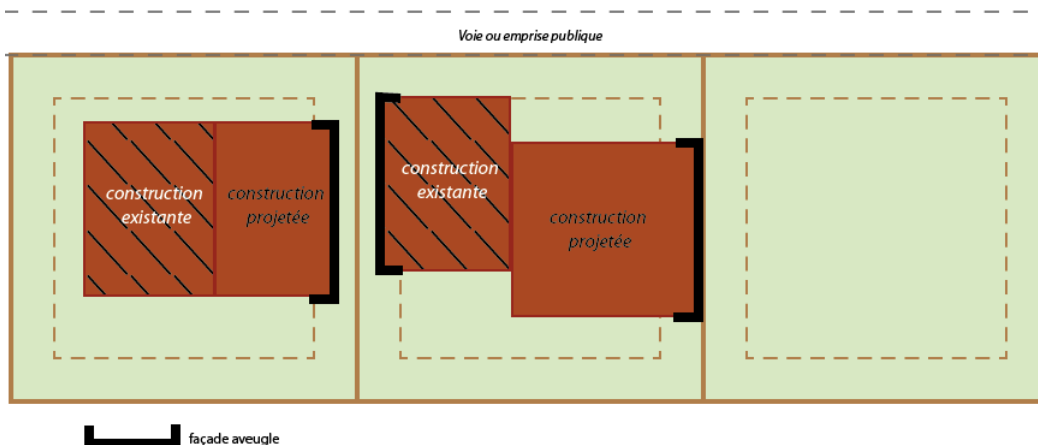 Voie ou emprise publique
construction
existante
construction
projetée
construction
existante
construction
projetée
façade aveugle